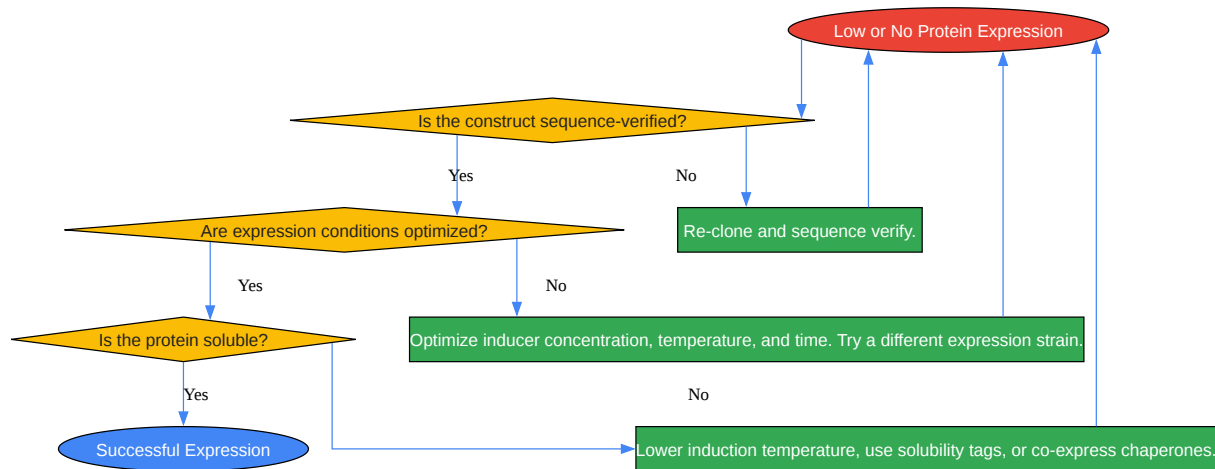 Low or No Protein Expression
Is the construct sequence-verified?
Yes
No
Are expression conditions optimized?
Re-clone and sequence verify.
Yes
No
Is the protein soluble?
Optimize inducer concentration, temperature, and time. Try a different expression strain.
Yes
No
Successful Expression
Lower induction temperature, use solubility tags, or co-express chaperones.